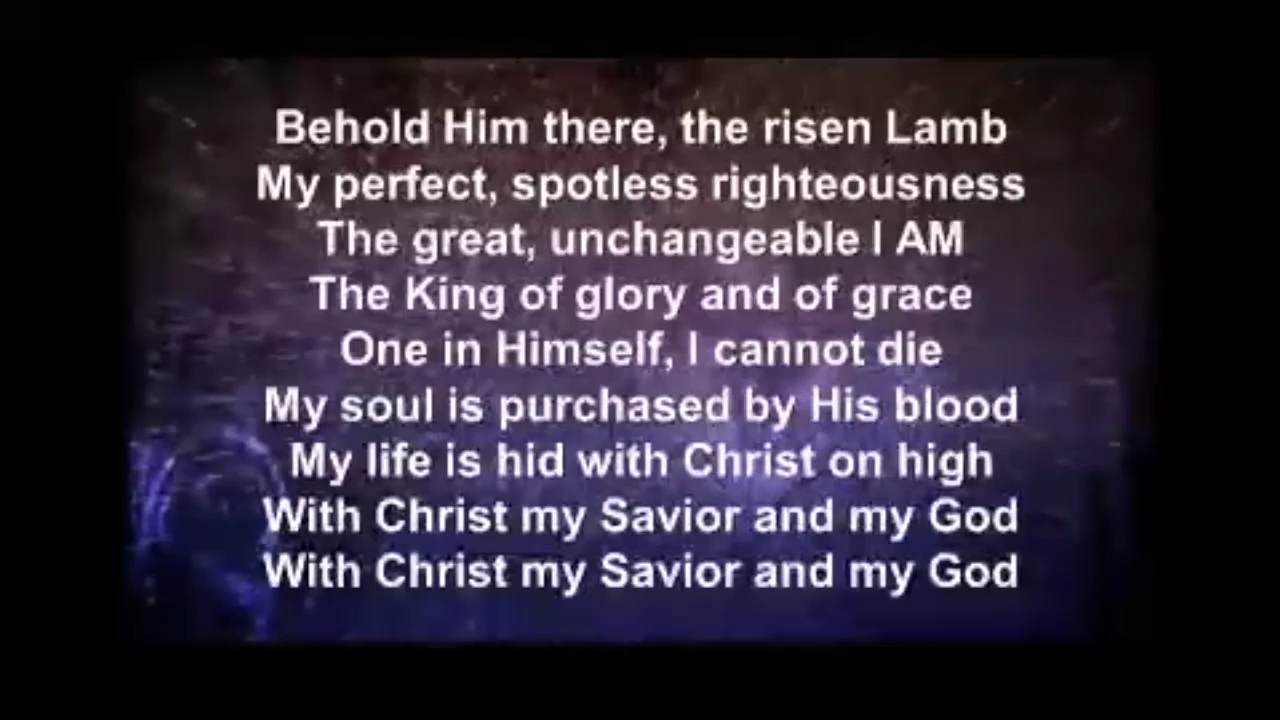 Behold Him there, the risen Lamb
My perfect, spotless righteousness
The great, unchangeable I AM
The King of glory and of grace
One in Himself, I cannot die
My soul is purchased by His blood
My life is hid with Christ on high
With Christ my Savior and my God
With Christ my Savior and my God